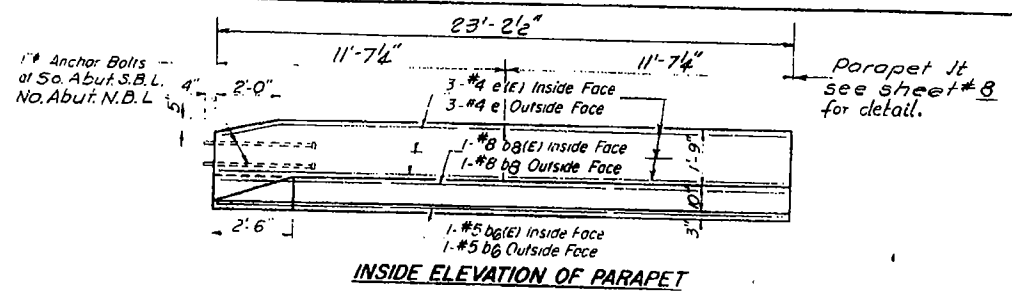 23'-2½"
11'-7¼"
11'-7¼"
1"ᶲ Anchor Bolts
at So. Abut. S.B.L.
No. Abut. N.B.L
4"
2'-0"
5"
3-#4 e(E) Inside Face
3-#4 e Outside Face
Parapet Jt
see sheet #8
for detail.
1-#8 b8(E) Inside Face
1-#8 b8 Outside Face
1'-9"
10"
3"
2'-6"
1-#5 b6(E) Inside Face
1-#5 b6 Outside Face
INSIDE ELEVATION OF PARAPET